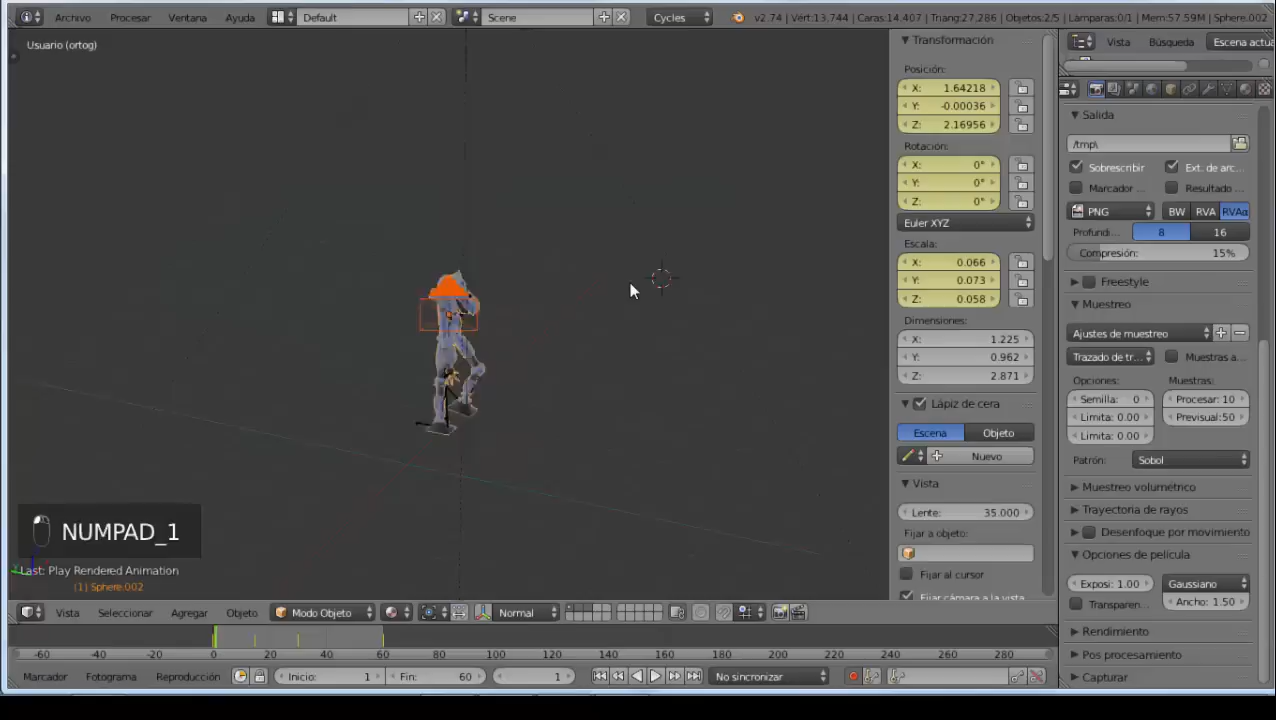 Archivo Procesar Ventana Ayuda Default Scene Cycles v2.74 | Vért:13,744 | Caras:14,407 | Triáng:27,286 | Objetos:2/5 | Lámparas:0/1 | Mem:57.59M | Sphere.002
Usuario (ortog)
NUMPAD_1
Last: Play Rendered Animation
(1) Sphere.002
Transformación
Posición:
X: 1.64218
Y: -0.00036
Z: 2.16956
Rotación:
X: 0°
Y: 0°
Z: 0°
Euler XYZ
Escala:
X: 0.066
Y: 0.073
Z: 0.058
Dimensiones:
X: 1.225
Y: 0.962
Z: 2.871
Lápiz de cera
Escena Objeto
Nuevo
Vista
Lente: 35.000
Fijar a objeto:
Fijar al cursor
Fijar cámara a la vista
Vista Búsqueda Escena actua
Salida
/tmp\
Sobrescribir Ext. de arc...
Marcador ... Resultado ...
PNG BW RVA RVAα
Profundi... 8 16
Compresión: 15%
Freestyle
Muestreo
Ajustes de muestreo
Trazado de tr... Muestras a...
Opciones: Muestras:
Semilla: 0 Procesar: 10
Limita: 0.00 Previsual:50
Limita: 0.00
Patrón: Sobol
Muestreo volumétrico
Trayectoria de rayos
Desenfoque por movimiento
Opciones de película
Exposi: 1.00 Gaussiano
Transparen... Ancho: 1.50
Rendimiento
Pos procesamiento
Capturar
Vista Seleccionar Agregar Objeto Modo Objeto Normal
-60 -40 -20 0 20 40 60 80 100 120 140 160 180 200 220 240 260 280
Marcador Fotograma Reproducción Inicio: 1 Fin: 60 1 No sincronizar